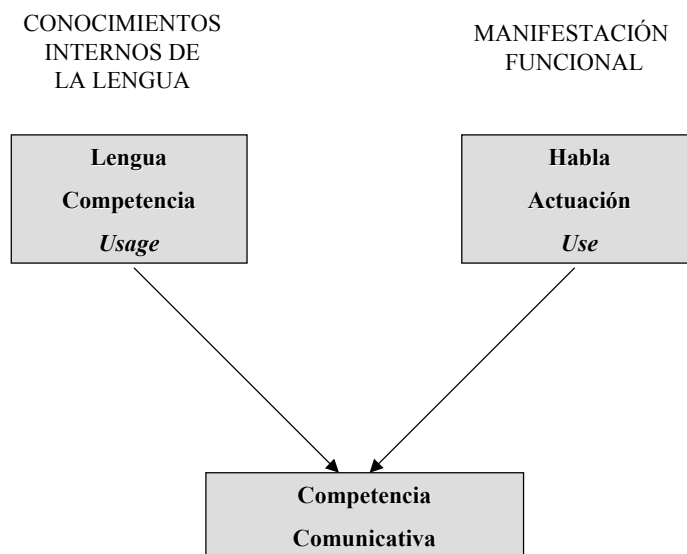 CONOCIMIENTOS
INTERNOS DE
LA LENGUA
MANIFESTACIÓN
FUNCIONAL
Lengua
Competencia
Usage
Habla
Actuación
Use
Competencia
Comunicativa